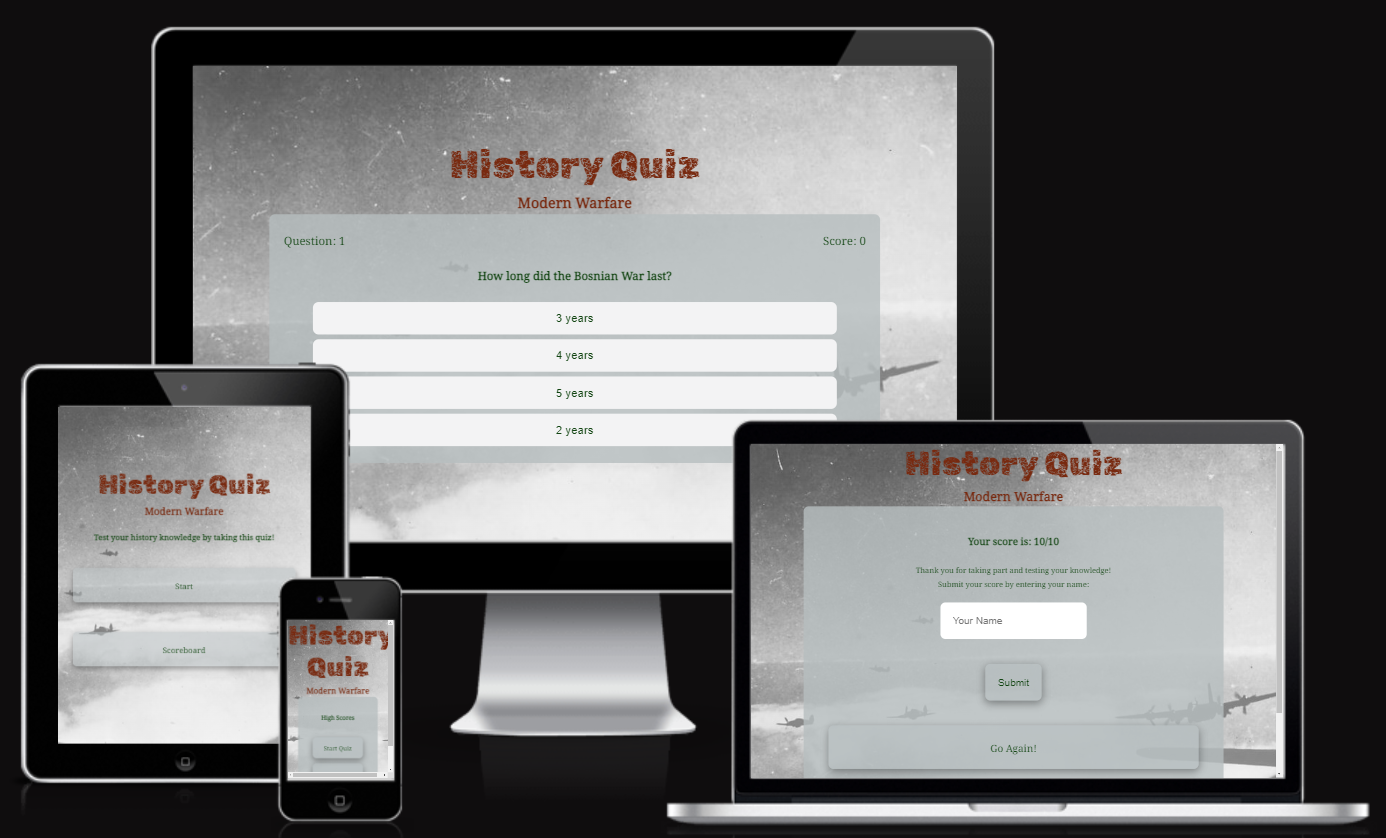 History Quiz
Modern Warfare
Question: 1
Score: 0
How long did the Bosnian War last?
3 years
4 years
5 years
2 years
History Quiz
Modern Warfare
Test your history knowledge by taking this quiz!
Start
Scoreboard
History
Quiz
Modern Warfare
High Scores
Start Quiz
History Quiz
Modern Warfare
Your score is: 10/10
Thank you for taking part and testing your knowledge!
Submit your score by entering your name:
Your Name
Submit
Go Again!